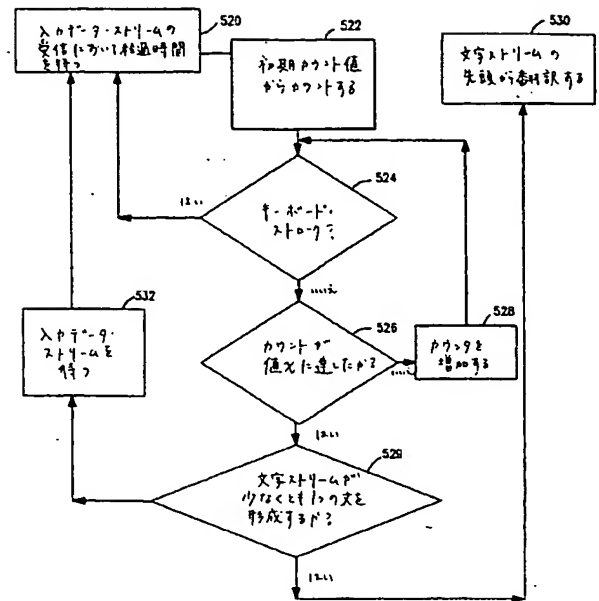 520
入力データ・ストリームの
受信において経過時間
を待つ
522
初期カウント値
からカウントする
530
文字ストリームの
先頭から翻訳する
524
キーボード・
ストローク?
はい
いいえ
532
入力データ・
ストリームを
待つ
526
カウントが
値xに達したか?
いいえ
528
カウンタを
増加する
はい
529
文字ストリームが
少なくとも1つの文を
形成するか?
はい